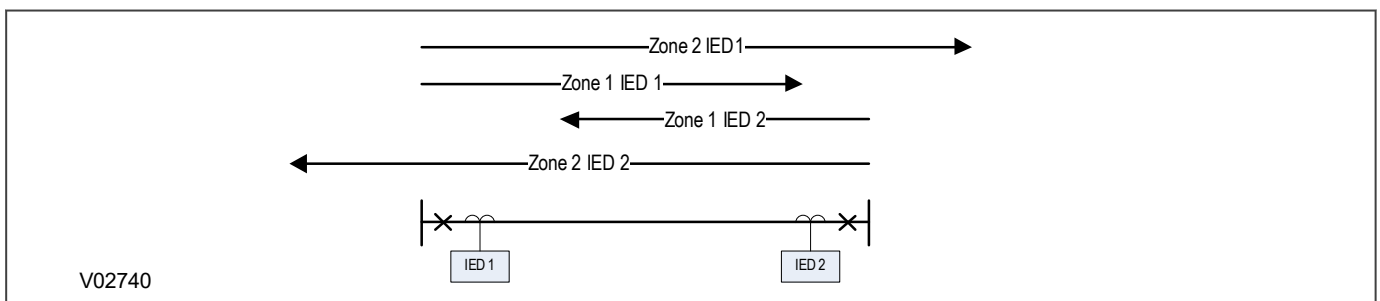 Zone 2 IED1
Zone 1 IED 1
Zone 1 IED 2
Zone 2 IED 2
IED 1
IED 2
V02740